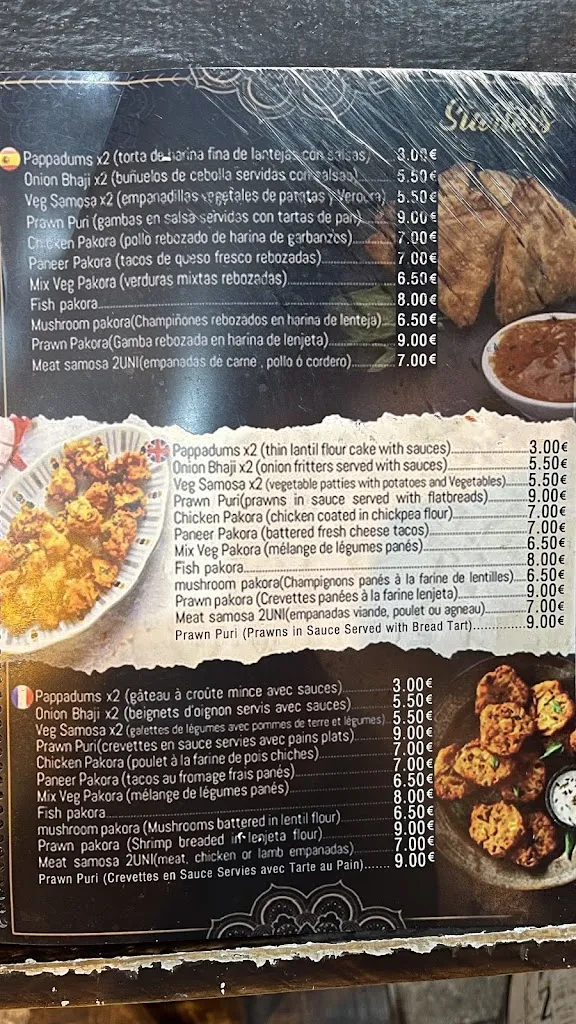 Starters
Pappadums x2 (torta de harina fina de lantejas con salsas) 3.00€
Onion Bhaji x2 (buñuelos de cebolla servidas con salsas) 5.50€
Veg Samosa x2 (empanadillas vegetales de patatas y Verdura) 5.50€
Prawn Puri (gambas en salsa servidas con tartas de pan) 9.00€
Chicken Pakora (pollo rebozado de harina de garbanzos) 7.00€
Paneer Pakora (tacos de queso fresco rebozadas) 7.00€
Mix Veg Pakora (verduras mixtas rebozadas) 6.50€
Fish pakora 8.00€
Mushroom pakora(Champiñones rebozados en harina de lenteja) 6.50€
Prawn Pakora(Gamba rebozada en harina de lenjeta) 9.00€
Meat samosa 2UNI(empanadas de carne , pollo ó cordero) 7.00€
Pappadums x2 (thin lantil flour cake with sauces) 3.00€
Onion Bhaji x2 (onion fritters served with sauces) 5.50€
Veg Samosa x2 (vegetable patties with potatoes and Vegetables) 5.50€
Prawn Puri(prawns in sauce served with flatbreads) 9.00€
Chicken Pakora (chicken coated in chickpea flour) 7.00€
Paneer Pakora (battered fresh cheese tacos) 7.00€
Mix Veg Pakora (mélange de légumes panés) 6.50€
Fish pakora 8.00€
mushroom pakora(Champignons panés à la farine de lentilles) 6.50€
Prawn pakora (Crevettes panées à la farine lenjeta) 9.00€
Meat samosa 2UNI(empanadas viande, poulet ou agneau) 7.00€
Prawn Puri (Prawns in Sauce Served with Bread Tart) 9.00€
Pappadums x2 (gâteau à croûte mince avec sauces) 3.00€
Onion Bhaji x2 (beignets d'oignon servis avec sauces) 5.50€
Veg Samosa x2 (galettes de légumes avec pommes de terre et légumes) 5.50€
Prawn Puri(crevettes en sauce servies avec pains plats) 9.00€
Chicken Pakora (poulet à la farine de pois chiches) 7.00€
Paneer Pakora (tacos au fromage frais panés) 7.00€
Mix Veg Pakora (mélange de légumes panés) 6.50€
Fish pakora 8.00€
mushroom pakora (Mushrooms battered in lentil flour) 6.50€
Prawn pakora (Shrimp breaded in lenjeta flour) 9.00€
Meat samosa 2UNI(meat, chicken or lamb empanadas) 7.00€
Prawn Puri (Crevettes en Sauce Servies avec Tarte au Pain) 9.00€